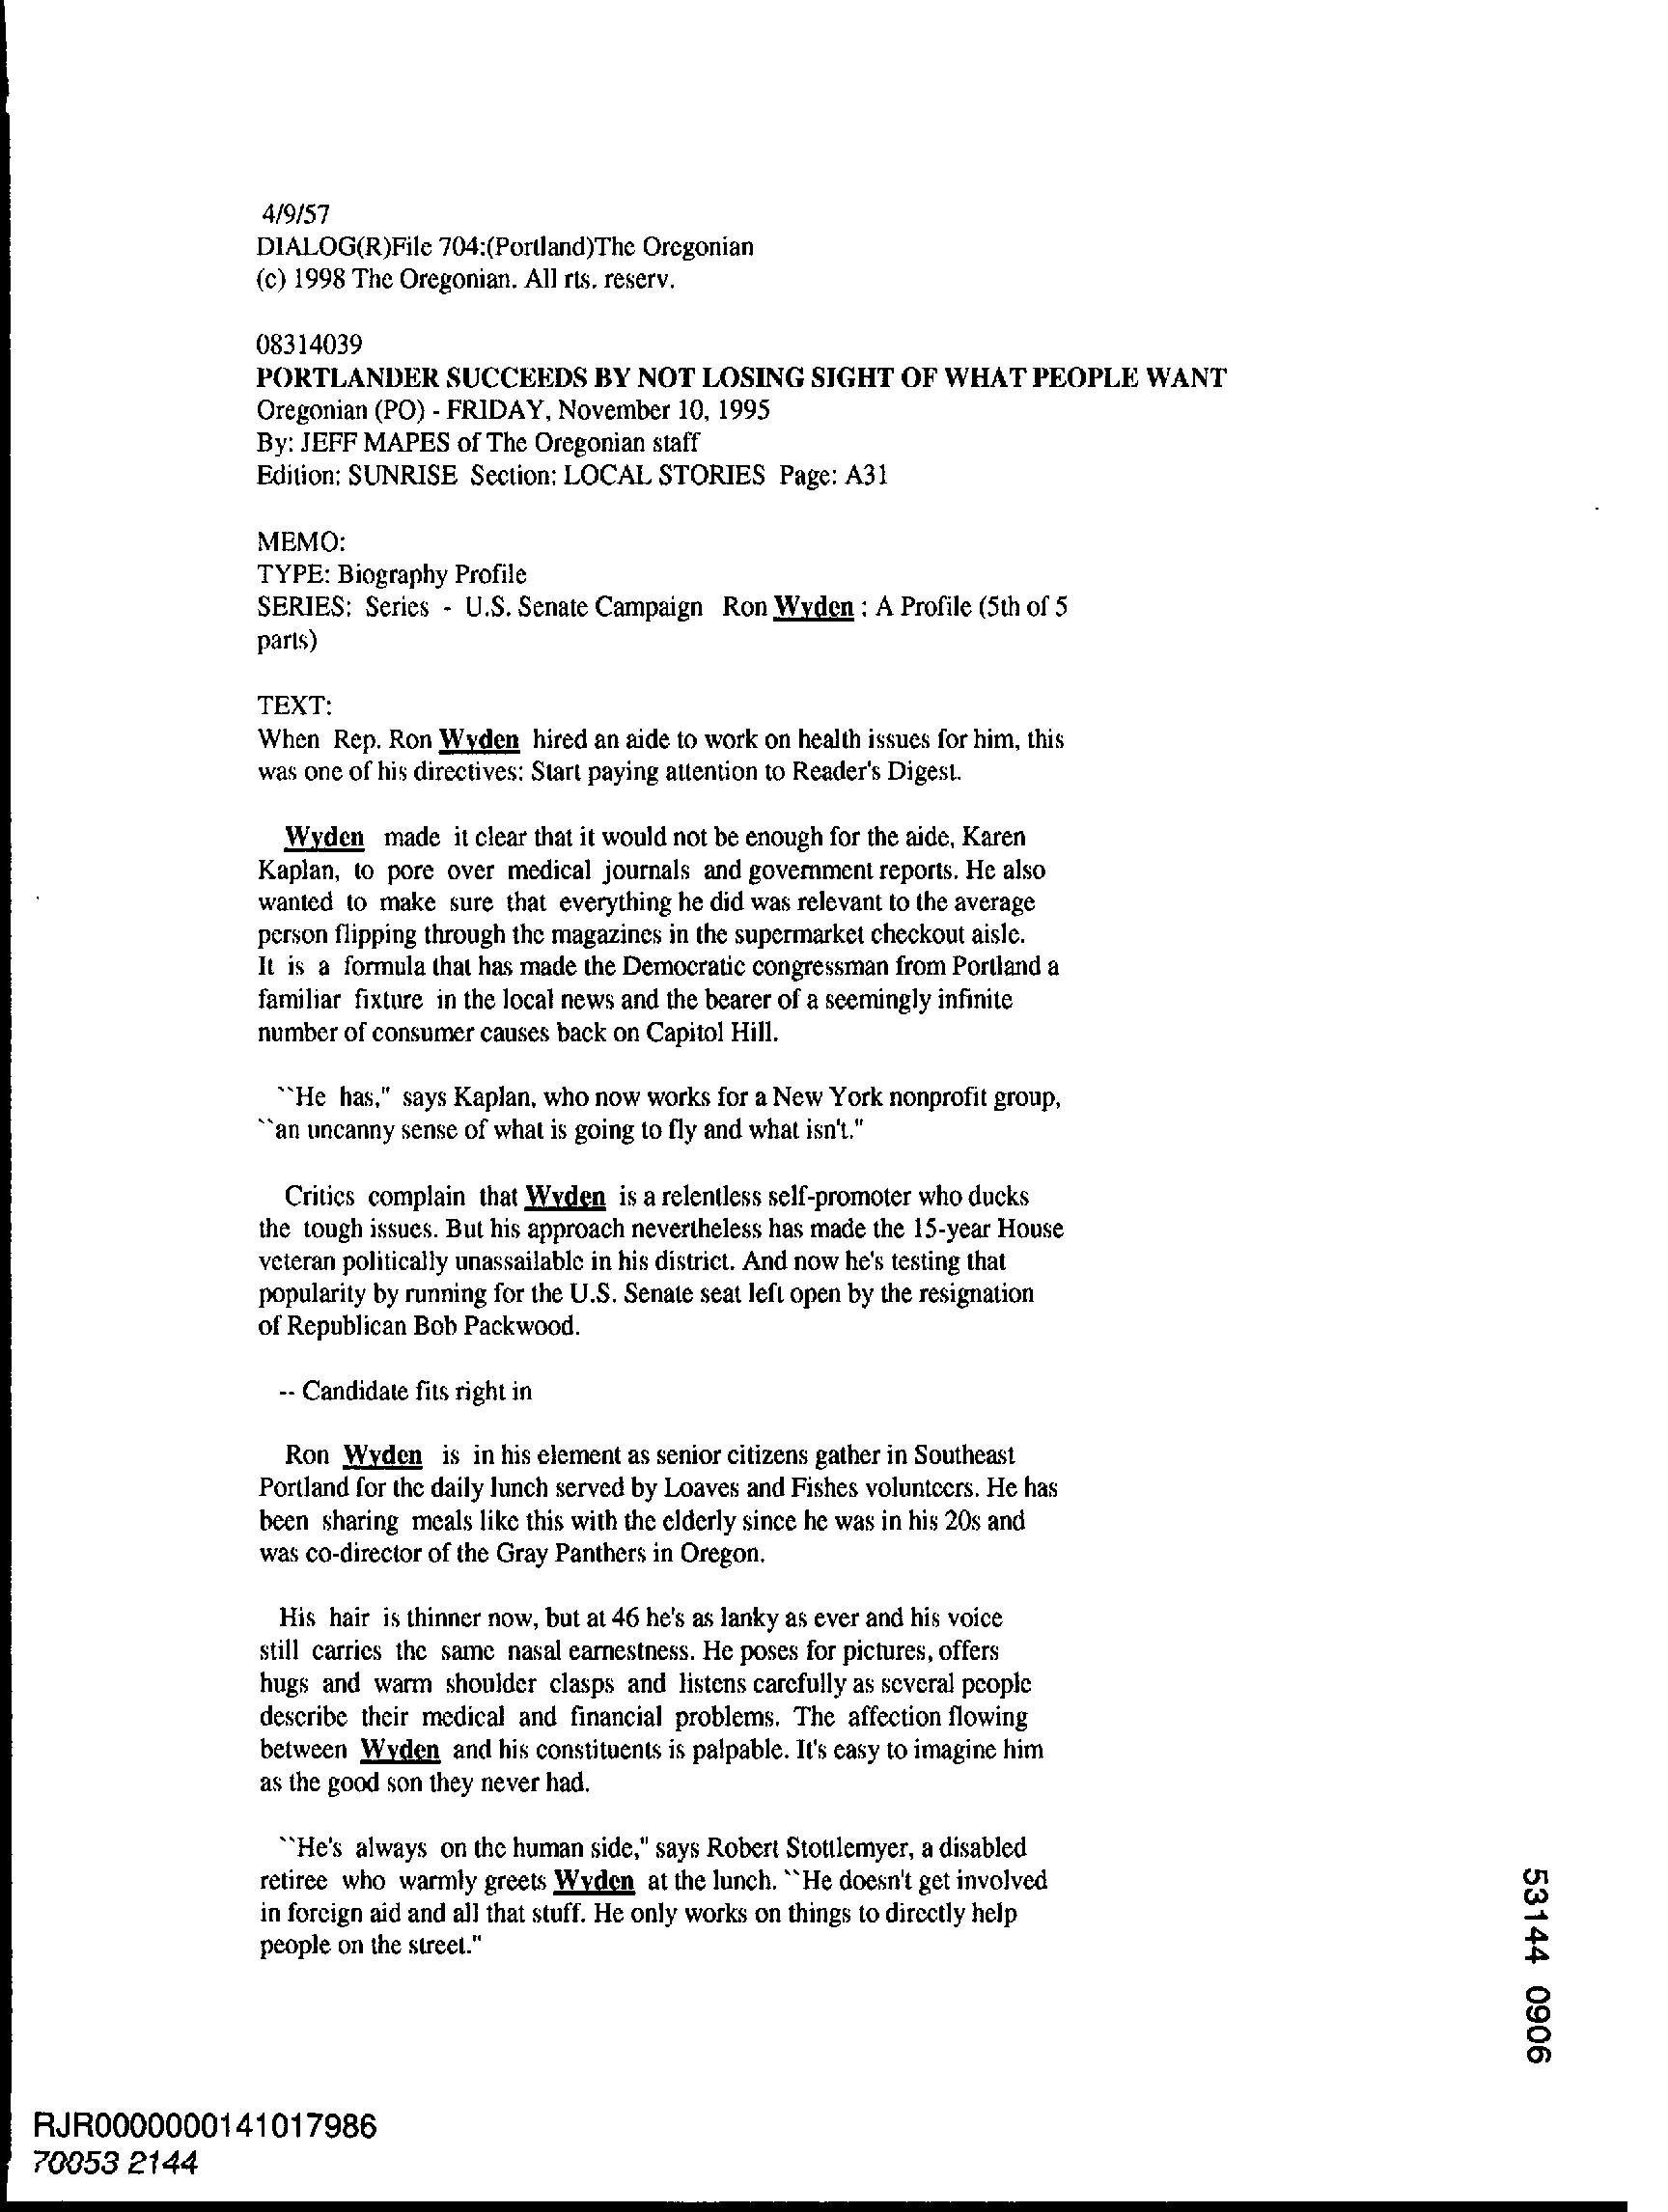 4/9/57
DIALOG(R)File 704:(Portland)The Oregonian
(c) 1998 The Oregonian. All rts. reserv.
08314039
PORTLANDER SUCCEEDS BY NOT LOSING SIGHT OF WHAT PEOPLE WANT
Oregonian (PO) - FRIDAY, November 10, 1995
By: JEFF MAPES of The Oregonian staff
Edition: SUNRISE Section: LOCAL STORIES Page: A31
MEMO:
TYPE: Biography Profile
SERIES: Series - U.S. Senate Campaign Ron Wyden : A Profile (5th of 5
parts)
TEXT:
When Rep. Ron Wyden hired an aide to work on health issues for him, this
was one of his directives: Start paying attention to Reader's Digest.
Wyden made it clear that it would not be enough for the aide, Karen
Kaplan, to pore over medical journals and government reports. He also
wanted to make sure that everything he did was relevant to the average
person flipping through the magazines in the supermarket checkout aisle.
It is a formula that has made the Democratic congressman from Portland a
familiar fixture in the local news and the bearer of a seemingly infinite
number of consumer causes back on Capitol Hill.
``He has," says Kaplan, who now works for a New York nonprofit group,
``an uncanny sense of what is going to fly and what isn't."
Critics complain that Wyden is a relentless self-promoter who ducks
the tough issues. But his approach nevertheless has made the 15-year House
veteran politically unassailable in his district. And now he's testing that
popularity by running for the U.S. Senate seat left open by the resignation
of Republican Bob Packwood.
-- Candidate fits right in
Ron Wyden is in his element as senior citizens gather in Southeast
Portland for the daily lunch served by Loaves and Fishes volunteers. He has
been sharing meals like this with the elderly since he was in his 20s and
was co-director of the Gray Panthers in Oregon.
His hair is thinner now, but at 46 he's as lanky as ever and his voice
still carries the same nasal earnestness. He poses for pictures, offers
hugs and warm shoulder clasps and listens carefully as several people
describe their medical and financial problems. The affection flowing
between Wyden and his constituents is palpable. It's easy to imagine him
as the good son they never had.
``He's always on the human side," says Robert Stottlemyer, a disabled
retiree who warmly greets Wyden at the lunch. ``He doesn't get involved
in foreign aid and all that stuff. He only works on things to directly help
people on the street."
53144 0906
RJR0000000141017986
70053 2144